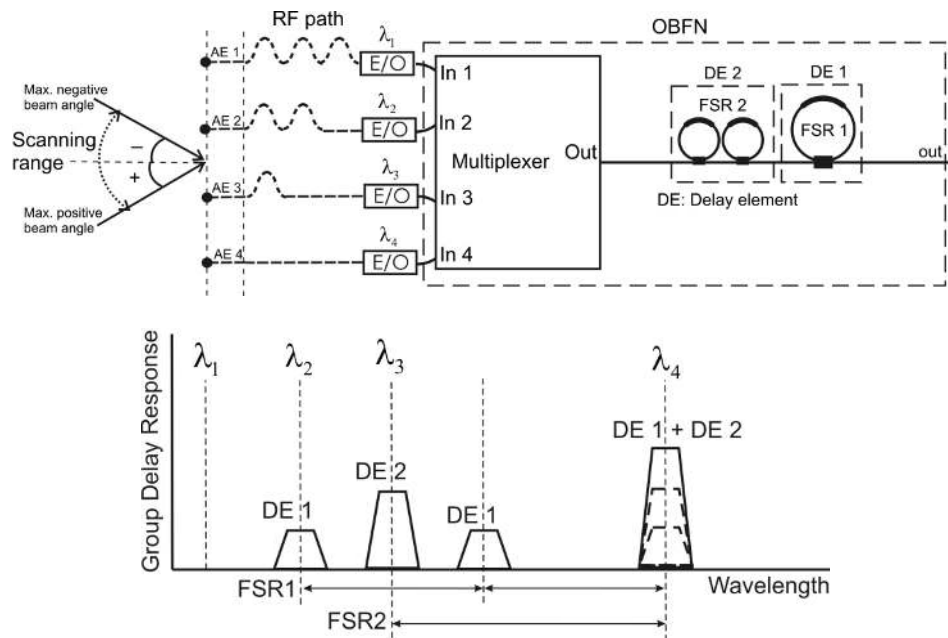 RF path
OBFN
AE 1
λ1
E/O
In 1
Max. negative
beam angle
Scanning
range
−
+
Max. positive
beam angle
AE 2
λ2
E/O
In 2
AE 3
λ3
E/O
In 3
AE 4
λ4
E/O
In 4
Multiplexer
Out
DE 2
FSR 2
DE 1
FSR 1
out
DE: Delay element
Group Delay Response
λ1
λ2
λ3
λ4
DE 1
DE 2
DE 1
DE 1 + DE 2
Wavelength
FSR1
FSR2